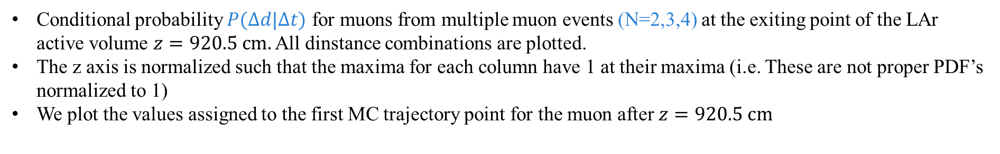 • Conditional probability P(Δd|Δt) for muons from multiple muon events (N=2,3,4) at the exiting point of the LAr
active volume z = 920.5 cm. All dinstance combinations are plotted.
• The z axis is normalized such that the maxima for each column have 1 at their maxima (i.e. These are not proper PDF’s
normalized to 1)
• We plot the values assigned to the first MC trajectory point for the muon after z = 920.5 cm